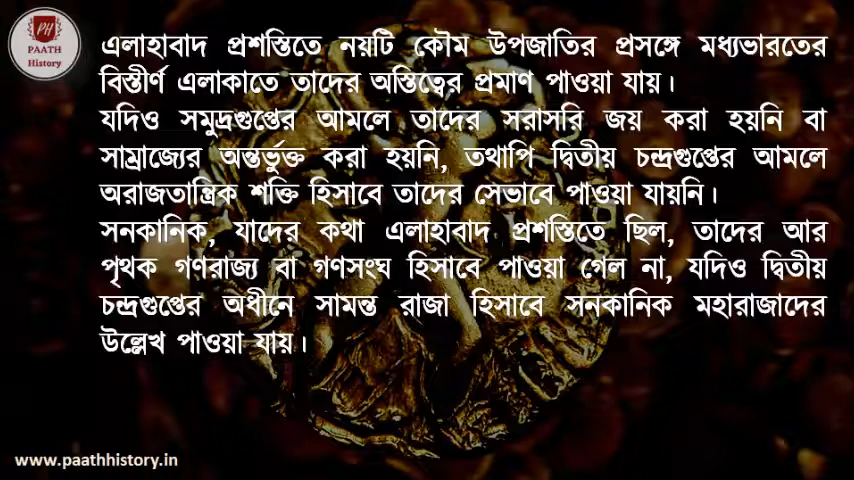 PH
PAATH
History
এলাহাবাদ প্রশস্তিতে নয়টি কৌম উপজাতির প্রসঙ্গে মধ্যভারতের
বিস্তীর্ণ এলাকাতে তাদের অস্তিত্বের প্রমাণ পাওয়া যায়।
যদিও সমুদ্রগুপ্তের আমলে তাদের সরাসরি জয় করা হয়নি বা
সাম্রাজ্যের অন্তর্ভুক্ত করা হয়নি, তথাপি দ্বিতীয় চন্দ্রগুপ্তের আমলে
অরাজতান্ত্রিক শক্তি হিসাবে তাদের সেভাবে পাওয়া যায়নি।
সনকানিক, যাদের কথা এলাহাবাদ প্রশস্তিতে ছিল, তাদের আর
পৃথক গণরাজ্য বা গণসংঘ হিসাবে পাওয়া গেল না, যদিও দ্বিতীয়
চন্দ্রগুপ্তের অধীনে সামন্ত রাজা হিসাবে সনকানিক মহারাজাদের
উল্লেখ পাওয়া যায়।
www.paathhistory.in